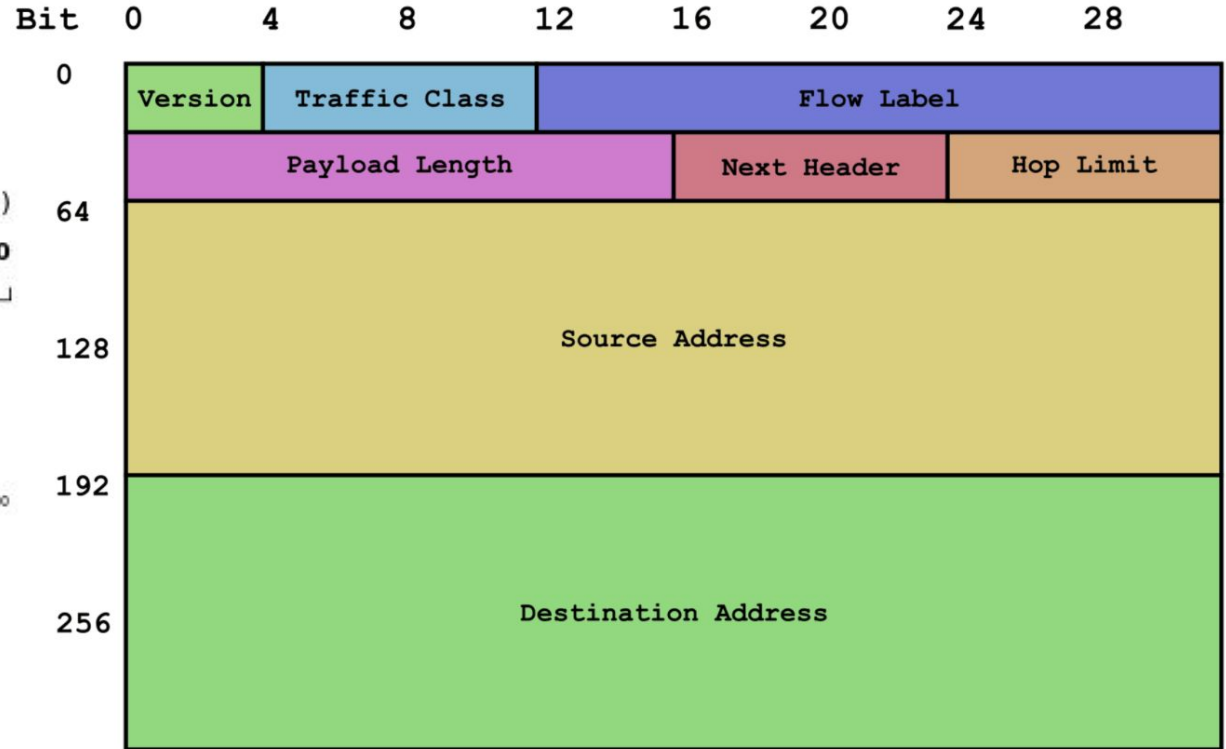 Bit 0 4 8 12 16 20 24 28
0
Version Traffic Class Flow Label
Payload Length Next Header Hop Limit
)
64
128
Source Address
192
256
Destination Address